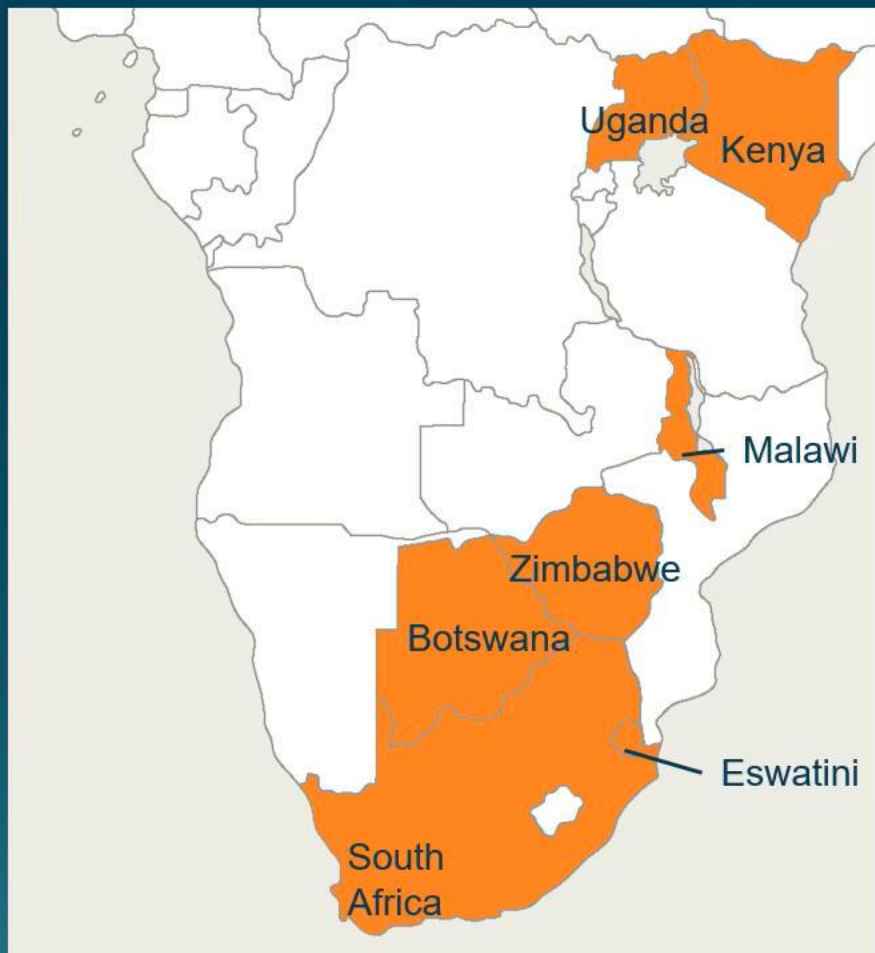 Uganda
Kenya
Malawi
Zimbabwe
Botswana
Eswatini
South
Africa